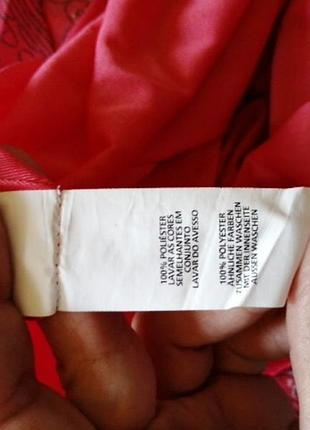 100% POLIÉSTER
LAVAR AS CORES
SEMELHANTES EM
CONJUNTO
LAVAR DO AVESSO
100% POLYESTER
ÄHNLICHE FARBEN
ZUSAMMEN WASCHEN
MIT DER INNENSEITE
AUSSEN WASCHEN